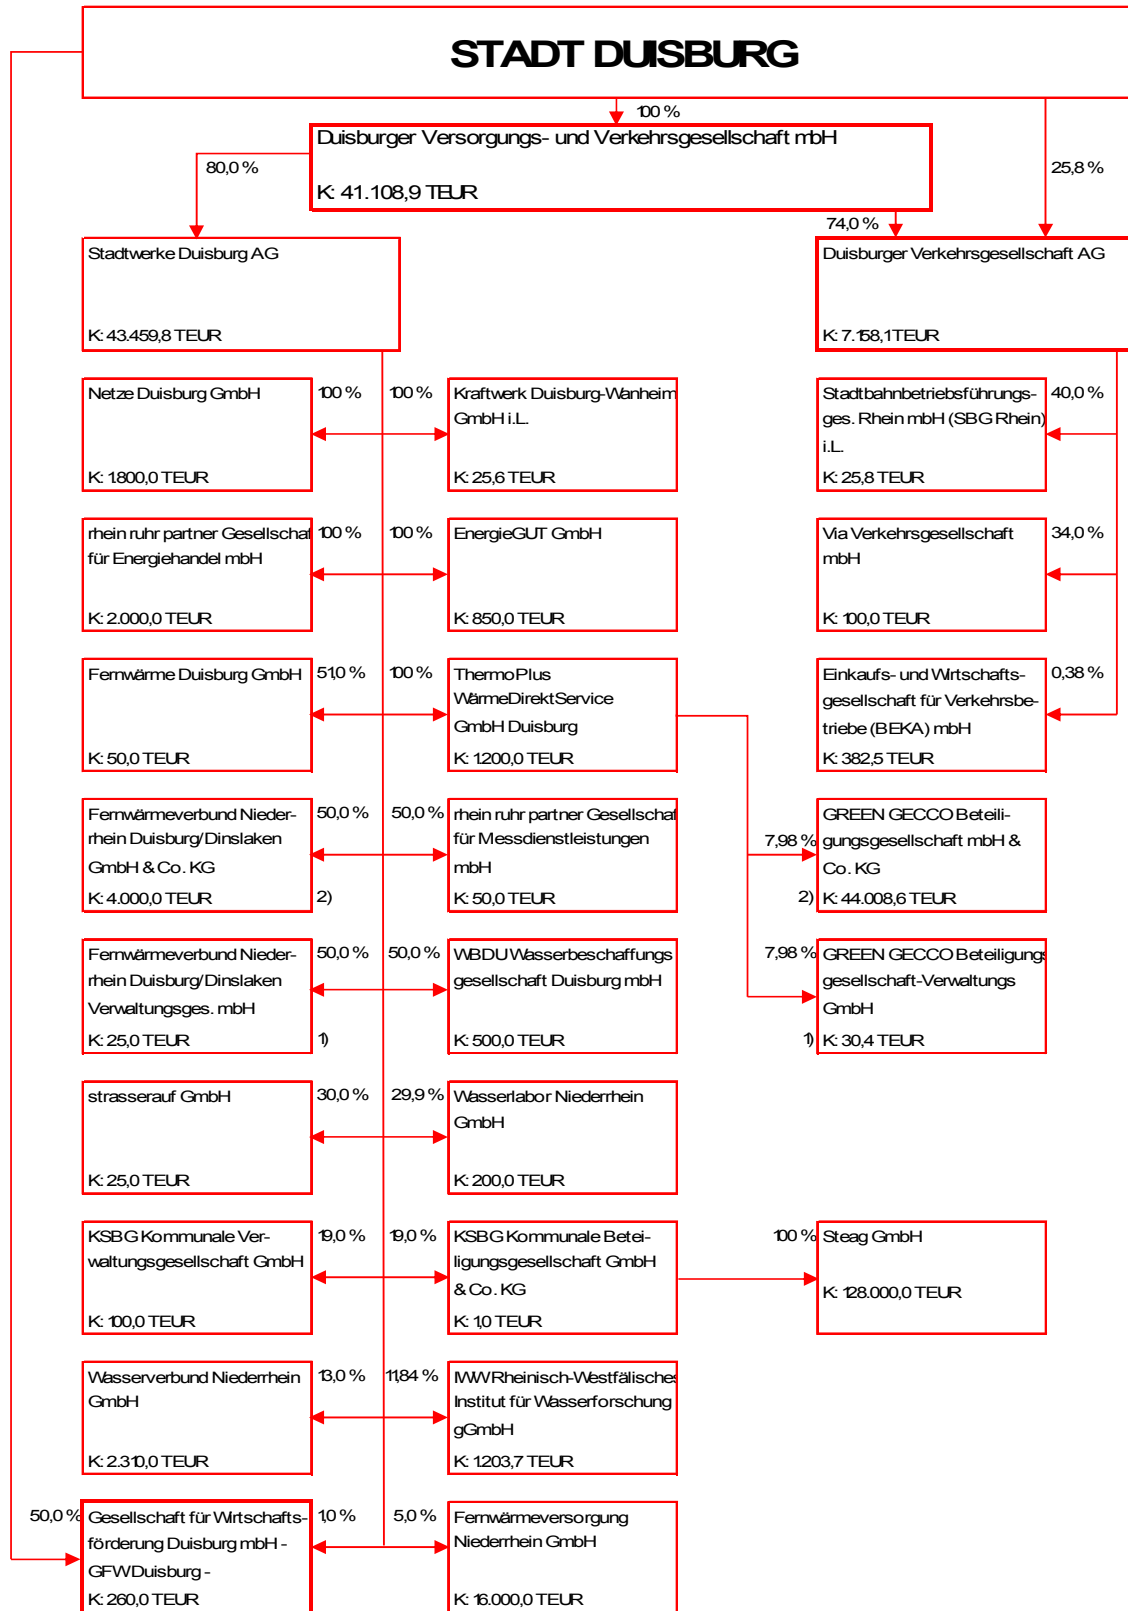 STADT DUISBURG
100 %
Duisburger Versorgungs- und Verkehrsgesellschaft mbH
K: 41.108,9 TEUR
80,0 %
25,8 %
74,0 %
Stadtwerke Duisburg AG
K: 43.459,8 TEUR
Duisburger Verkehrsgesellschaft AG
K: 7.158,1 TEUR
Netze Duisburg GmbH
K: 1.800,0 TEUR
100 %
100 %
Kraftwerk Duisburg-Wanheim
GmbH i.L.
K: 25,6 TEUR
Stadtbahnbetriebsführungs-
ges. Rhein mbH (SBG Rhein)
i.L.
K: 25,8 TEUR
40,0 %
rhein ruhr partner Gesellschaf
für Energiehandel mbH
K: 2.000,0 TEUR
100 %
100 %
EnergieGUT GmbH
K: 850,0 TEUR
Via Verkehrsgesellschaft
mbH
K: 100,0 TEUR
34,0 %
Fernwärme Duisburg GmbH
K: 50,0 TEUR
51,0 %
100 %
ThermoPlus
WärmeDirektService
GmbH Duisburg
K: 1.200,0 TEUR
Einkaufs- und Wirtschafts-
gesellschaft für Verkehrsbe-
triebe (BEKA) mbH
K: 382,5 TEUR
0,38 %
Fernwärmeverbund Nieder-
rhein Duisburg/Dinslaken
GmbH & Co. KG
K: 4.000,0 TEUR
50,0 %
2)
50,0 %
rhein ruhr partner Gesellschaf
für Messdienstleistungen
mbH
K: 50,0 TEUR
7,98 %
2)
GREEN GECCO Beteili-
gungsgesellschaft mbH &
Co. KG
K: 44.008,6 TEUR
Fernwärmeverbund Nieder-
rhein Duisburg/Dinslaken
Verwaltungsges. mbH
K: 25,0 TEUR
50,0 %
1)
50,0 %
WBDU Wasserbeschaffungs
gesellschaft Duisburg mbH
K: 500,0 TEUR
7,98 %
1)
GREEN GECCO Beteiligungs
gesellschaft-Verwaltungs
GmbH
K: 30,4 TEUR
strasserauf GmbH
K: 25,0 TEUR
30,0 %
29,9 %
Wasserlabor Niederrhein
GmbH
K: 200,0 TEUR
KSBG Kommunale Ver-
waltungsgesellschaft GmbH
K: 100,0 TEUR
19,0 %
19,0 %
KSBG Kommunale Betei-
ligungsgesellschaft GmbH
& Co. KG
K: 1,0 TEUR
100 %
Steag GmbH
K: 128.000,0 TEUR
Wasserverbund Niederrhein
GmbH
K: 2.310,0 TEUR
13,0 %
11,84 %
IWW Rheinisch-Westfälisches
Institut für Wasserforschung
gGmbH
K: 1.203,7 TEUR
50,0 %
Gesellschaft für Wirtschafts-
förderung Duisburg mbH -
GFW Duisburg -
K: 260,0 TEUR
1,0 %
5,0 %
Fernwärmeversorgung
Niederrhein GmbH
K: 16.000,0 TEUR